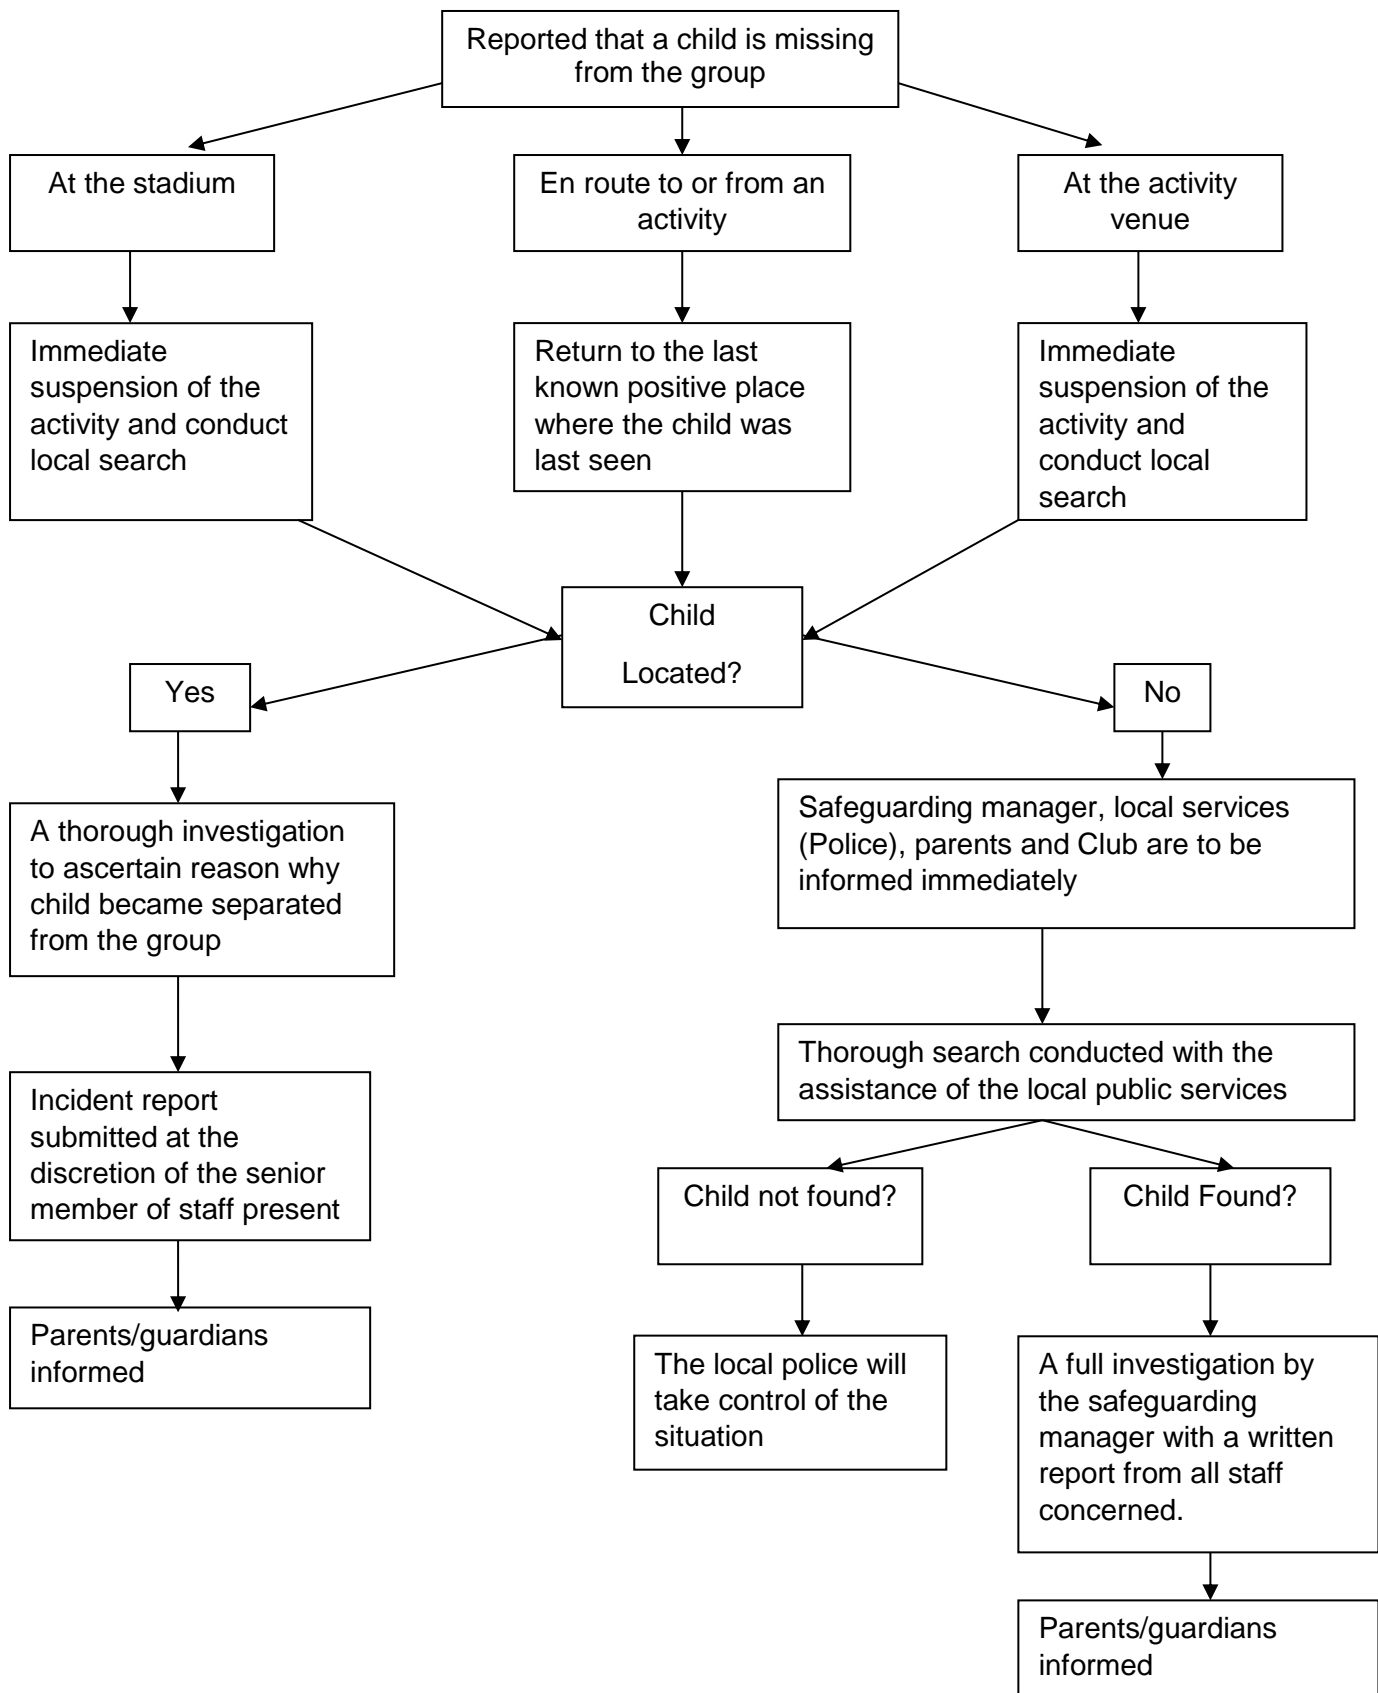 Reported that a child is missing
from the group
At the stadium
En route to or from an
activity
At the activity
venue
Immediate
suspension of the
activity and conduct
local search
Return to the last
known positive place
where the child was
last seen
Immediate
suspension of the
activity and
conduct local
search
Child
Located?
Yes
No
A thorough investigation
to ascertain reason why
child became separated
from the group
Safeguarding manager, local services
(Police), parents and Club are to be
informed immediately
Thorough search conducted with the
assistance of the local public services
Incident report
submitted at the
discretion of the senior
member of staff present
Child not found?
Child Found?
Parents/guardians
informed
The local police will
take control of the
situation
A full investigation by
the safeguarding
manager with a written
report from all staff
concerned.
Parents/guardians
informed